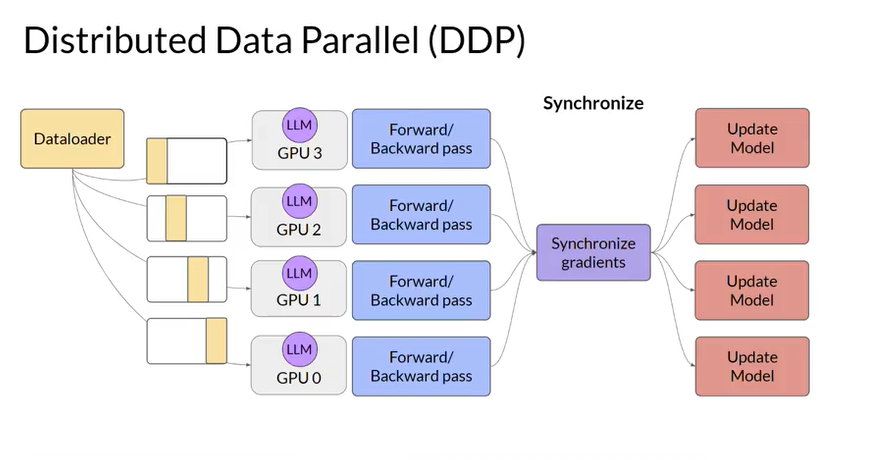 Distributed Data Parallel (DDP)
Synchronize
Dataloader
LLM
GPU 3
Forward/
Backward pass
Update
Model
LLM
GPU 2
Forward/
Backward pass
Update
Model
Synchronize
gradients
LLM
GPU 1
Forward/
Backward pass
Update
Model
LLM
GPU 0
Forward/
Backward pass
Update
Model